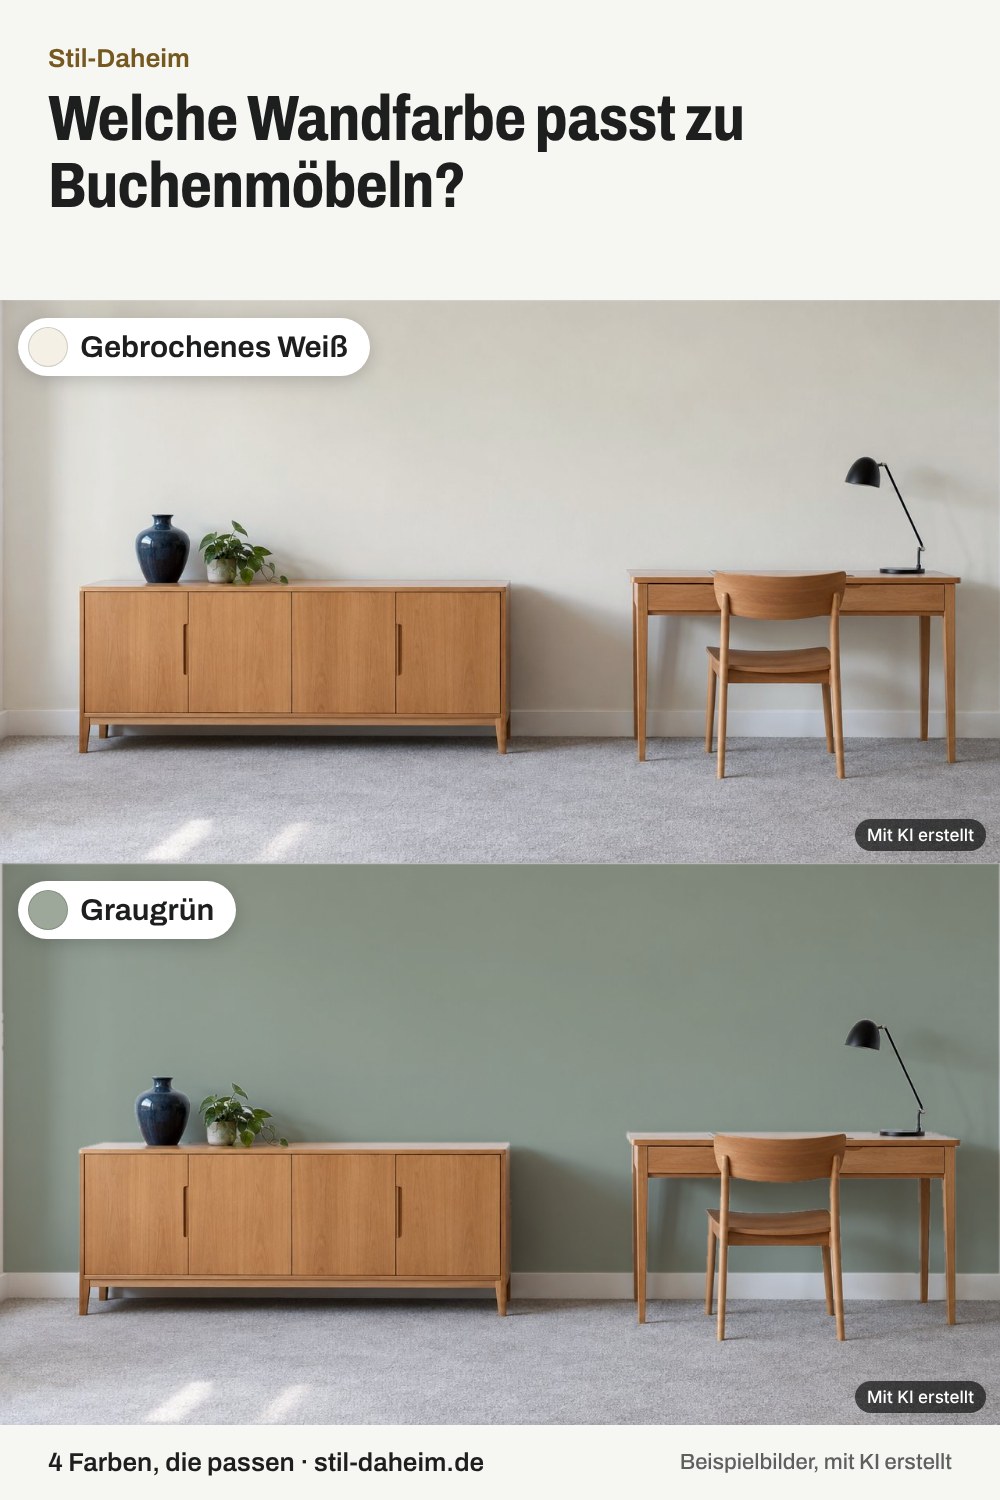 Stil-Daheim
Welche Wandfarbe passt zu
Buchenmöbeln?
Gebrochenes Weiß
Mit KI erstellt
Graugrün
Mit KI erstellt
4 Farben, die passen · stil-daheim.de
Beispielbilder, mit KI erstellt